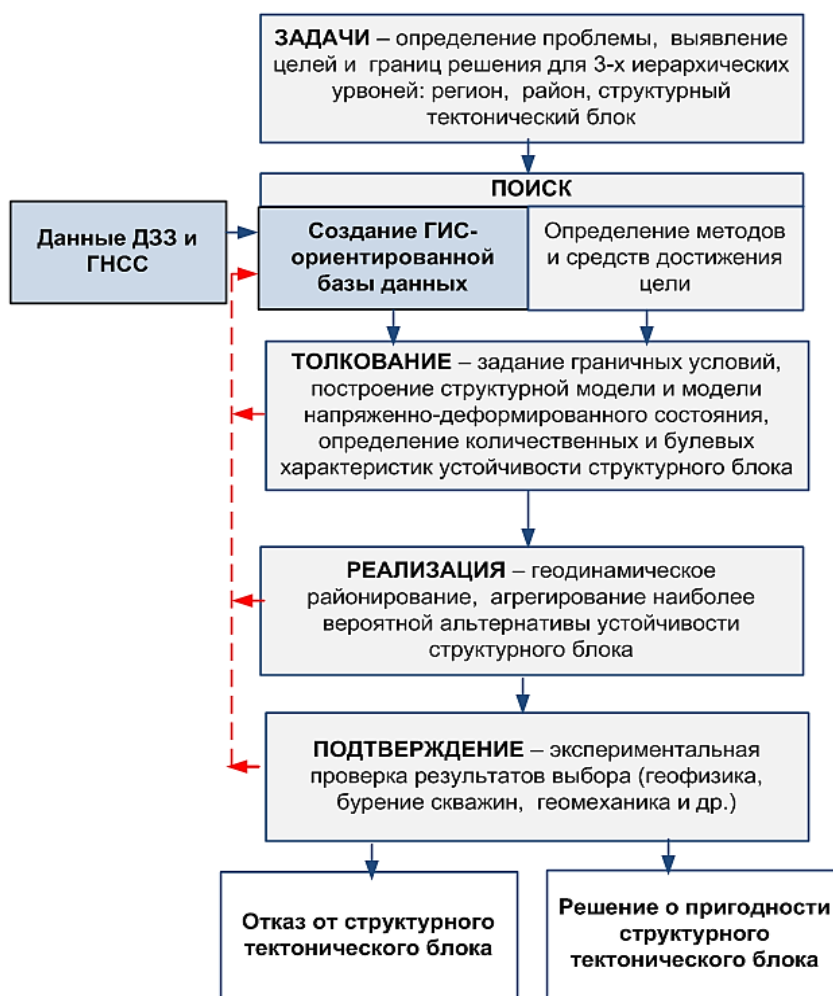 ЗАДАЧИ – определение проблемы, выявление
целей и границ решения для 3-х иерархических
урвоней: регион, район, структурный
тектонический блок
ПОИСК
Данные ДЗЗ и
ГНСС
Создание ГИС-
ориентированной
базы данных
Определение методов
и средств достижения
цели
ТОЛКОВАНИЕ – задание граничных условий,
построение структурной модели и модели
напряженно-деформированного состояния,
определение количественных и булевых
характеристик устойчивости структурного блока
РЕАЛИЗАЦИЯ – геодинамическое
районирование, агрегирование наиболее
вероятной альтернативы устойчивости
структурного блока
ПОДТВЕРЖДЕНИЕ – экспериментальная
проверка результатов выбора (геофизика,
бурение скважин, геомеханика и др.)
Отказ от структурного
тектонического блока
Решение о пригодности
структурного
тектонического блока